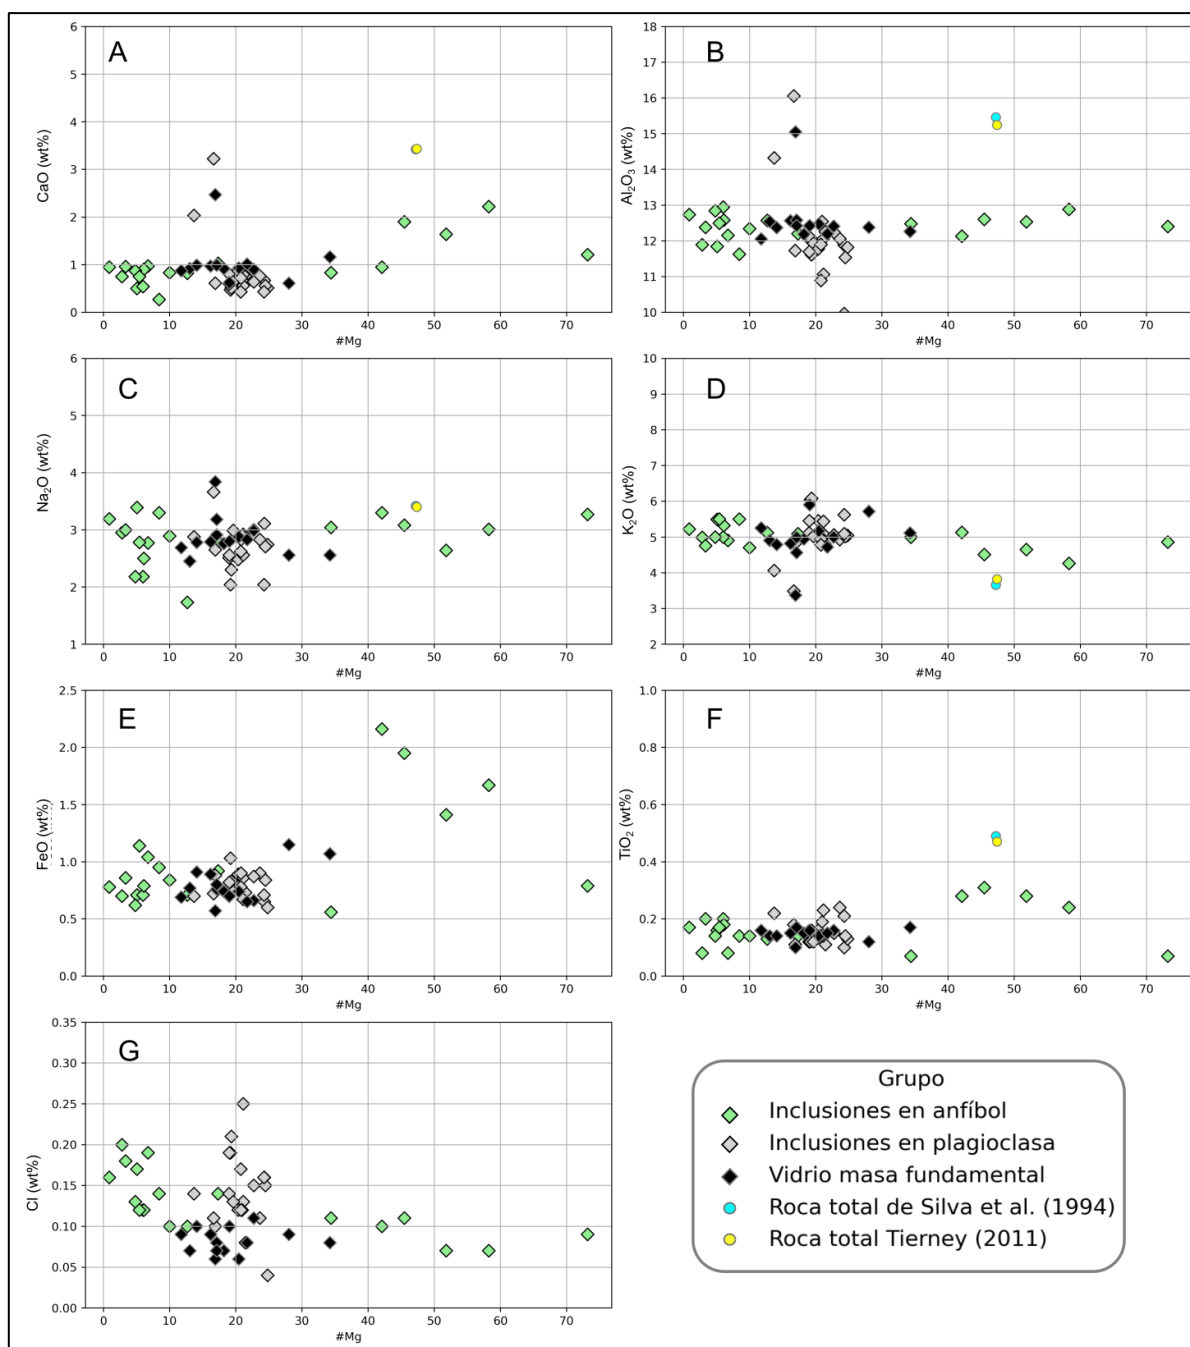 A
CaO (wt%)
6
5
4
3
2
1
0
0 10 20 30 40 50 60 70
#Mg
B
Al₂O₃ (wt%)
18
17
16
15
14
13
12
11
10
0 10 20 30 40 50 60 70
#Mg
C
Na₂O (wt%)
6
5
4
3
2
1
0 10 20 30 40 50 60 70
#Mg
D
K₂O (wt%)
10
9
8
7
6
5
4
3
2
0 10 20 30 40 50 60 70
#Mg
E
FeO (wt%)
2.5
2.0
1.5
1.0
0.5
0.0
0 10 20 30 40 50 60 70
#Mg
F
TiO₂ (wt%)
1.0
0.8
0.6
0.4
0.2
0.0
0 10 20 30 40 50 60 70
#Mg
G
Cl (wt%)
0.35
0.30
0.25
0.20
0.15
0.10
0.05
0.00
0 10 20 30 40 50 60 70
#Mg
Grupo
Inclusiones en anfíbol
Inclusiones en plagioclasa
Vidrio masa fundamental
Roca total de Silva et al. (1994)
Roca total Tierney (2011)